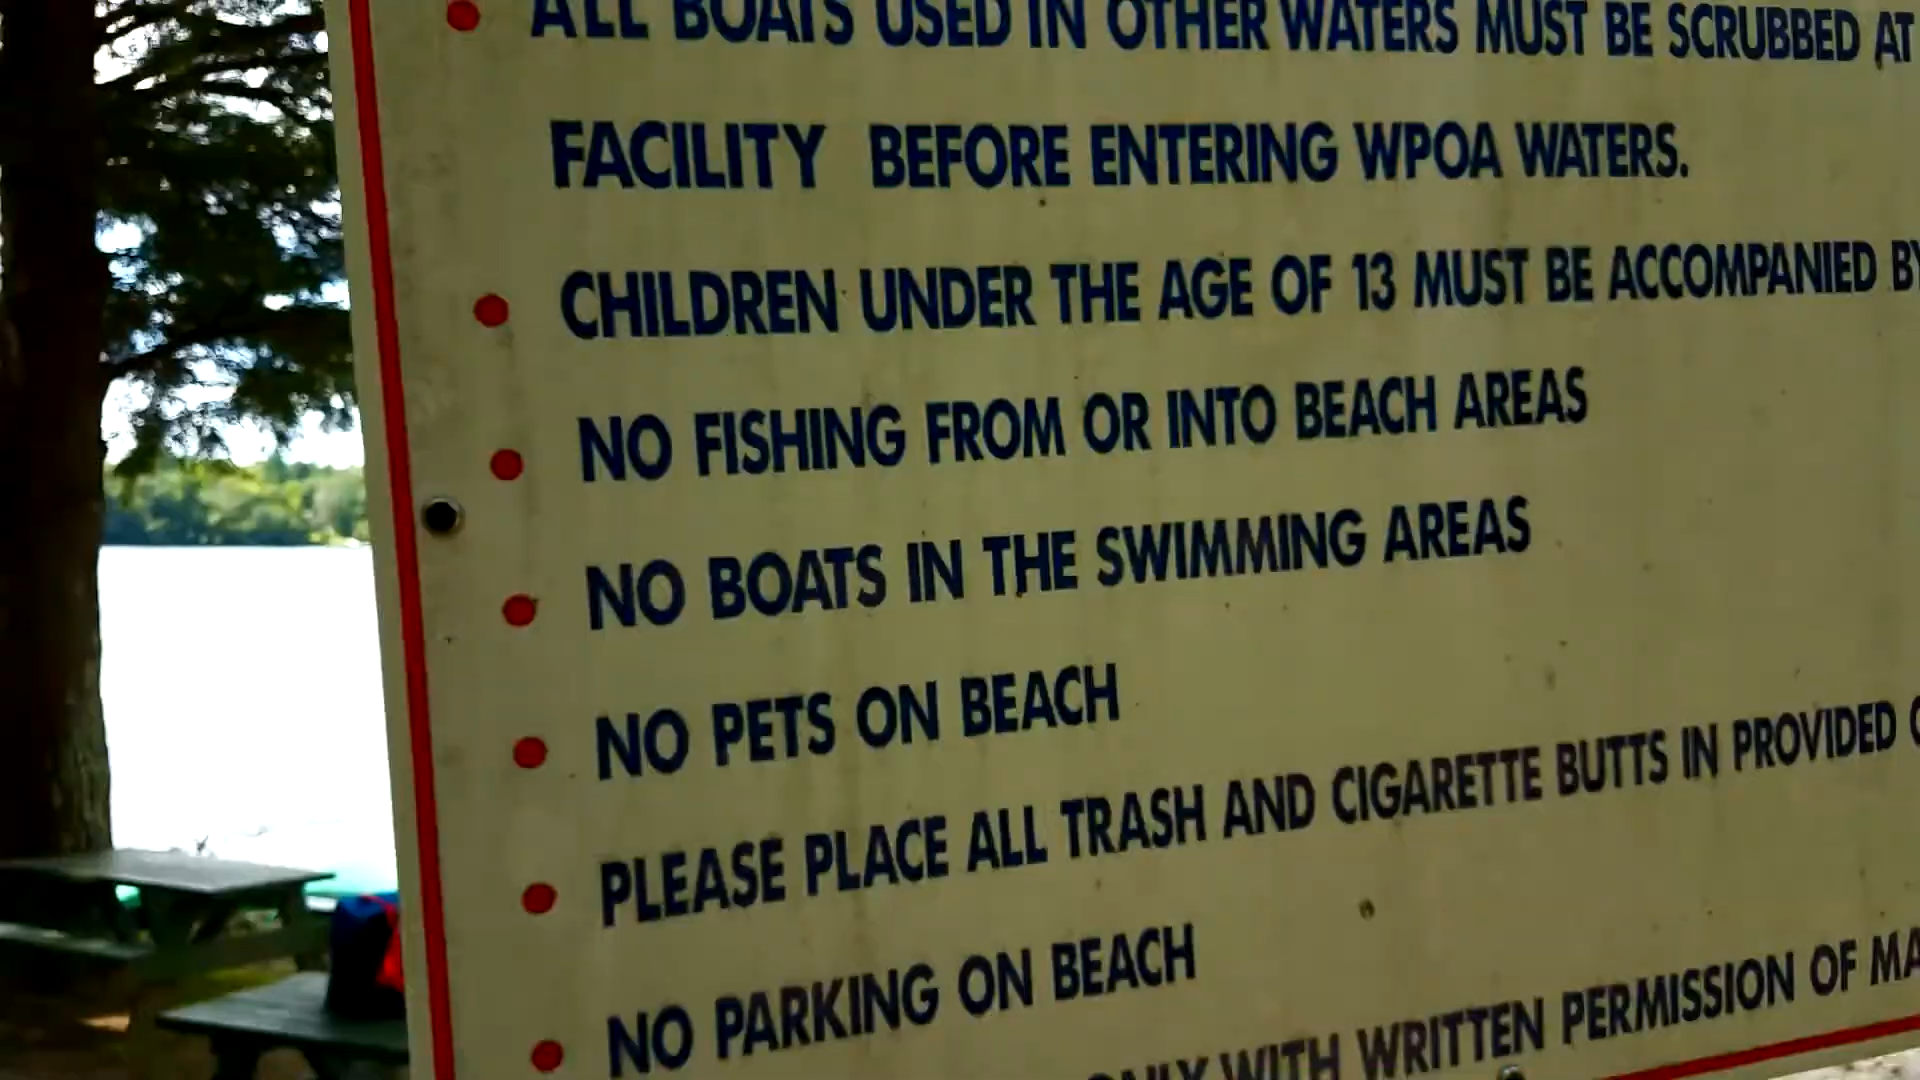 ALL BOATS USED IN OTHER WATERS MUST BE SCRUBBED AT
FACILITY BEFORE ENTERING WPOA WATERS.
CHILDREN UNDER THE AGE OF 13 MUST BE ACCOMPANIED BY
NO FISHING FROM OR INTO BEACH AREAS
NO BOATS IN THE SWIMMING AREAS
NO PETS ON BEACH
PLEASE PLACE ALL TRASH AND CIGARETTE BUTTS IN PROVIDED
NO PARKING ON BEACH
ONLY WITH WRITTEN PERMISSION OF